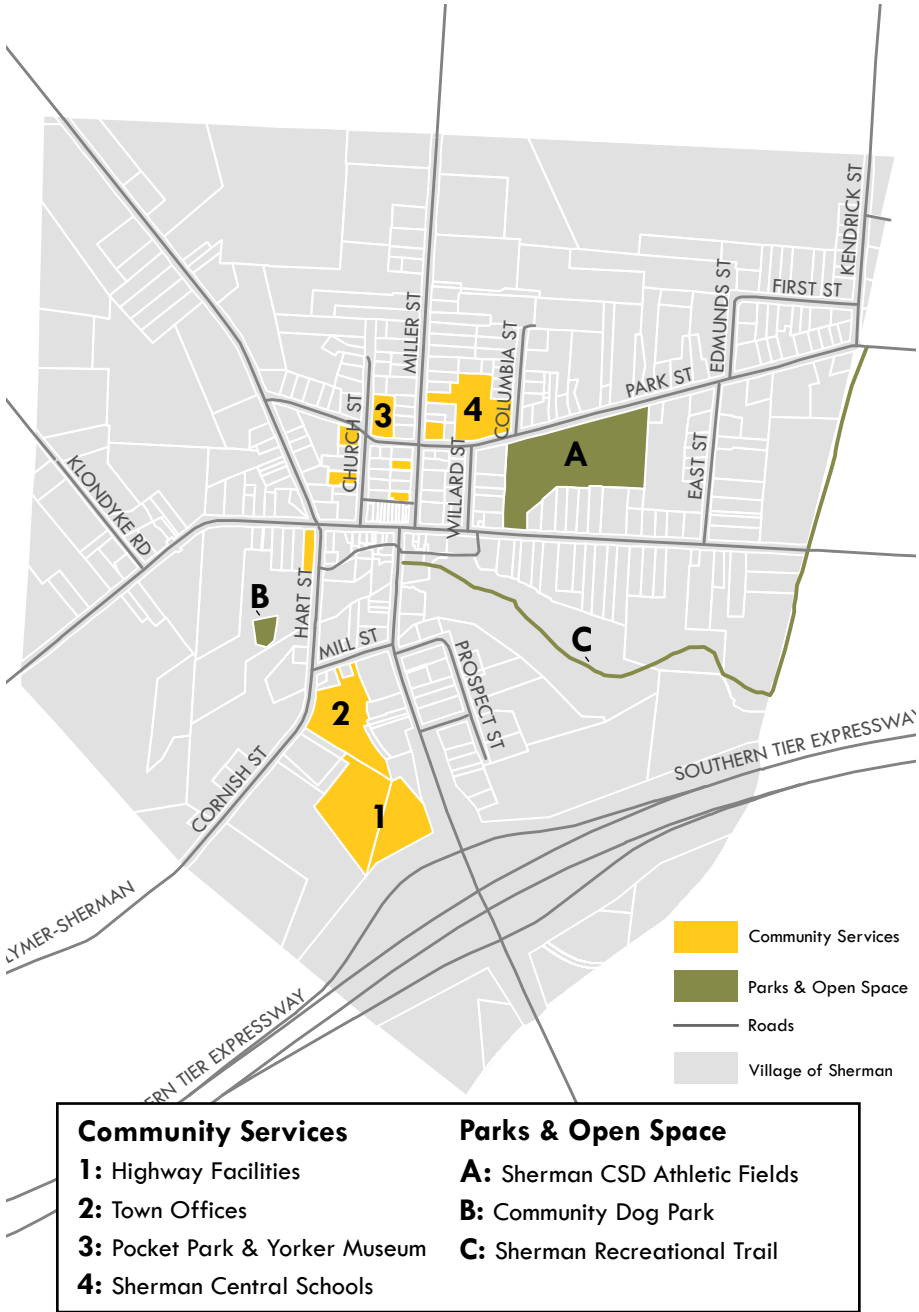 KENDRICK ST
EDMUNDS ST
FIRST ST
MILLER ST
COLUMBIA ST
PARK ST
CHURCH ST
3
4
A
WILLARD ST
EAST ST
KLONDYKE RD
B
HART ST
MILL ST
C
PROSPECT ST
2
SOUTHERN TIER EXPRESSWAY
CORNISH ST
1
LYMER-SHERMAN
ERN TIER EXPRESSWAY
Community Services
Parks & Open Space
Roads
Village of Sherman
Community Services
1: Highway Facilities
2: Town Offices
3: Pocket Park & Yorker Museum
4: Sherman Central Schools
Parks & Open Space
A: Sherman CSD Athletic Fields
B: Community Dog Park
C: Sherman Recreational Trail